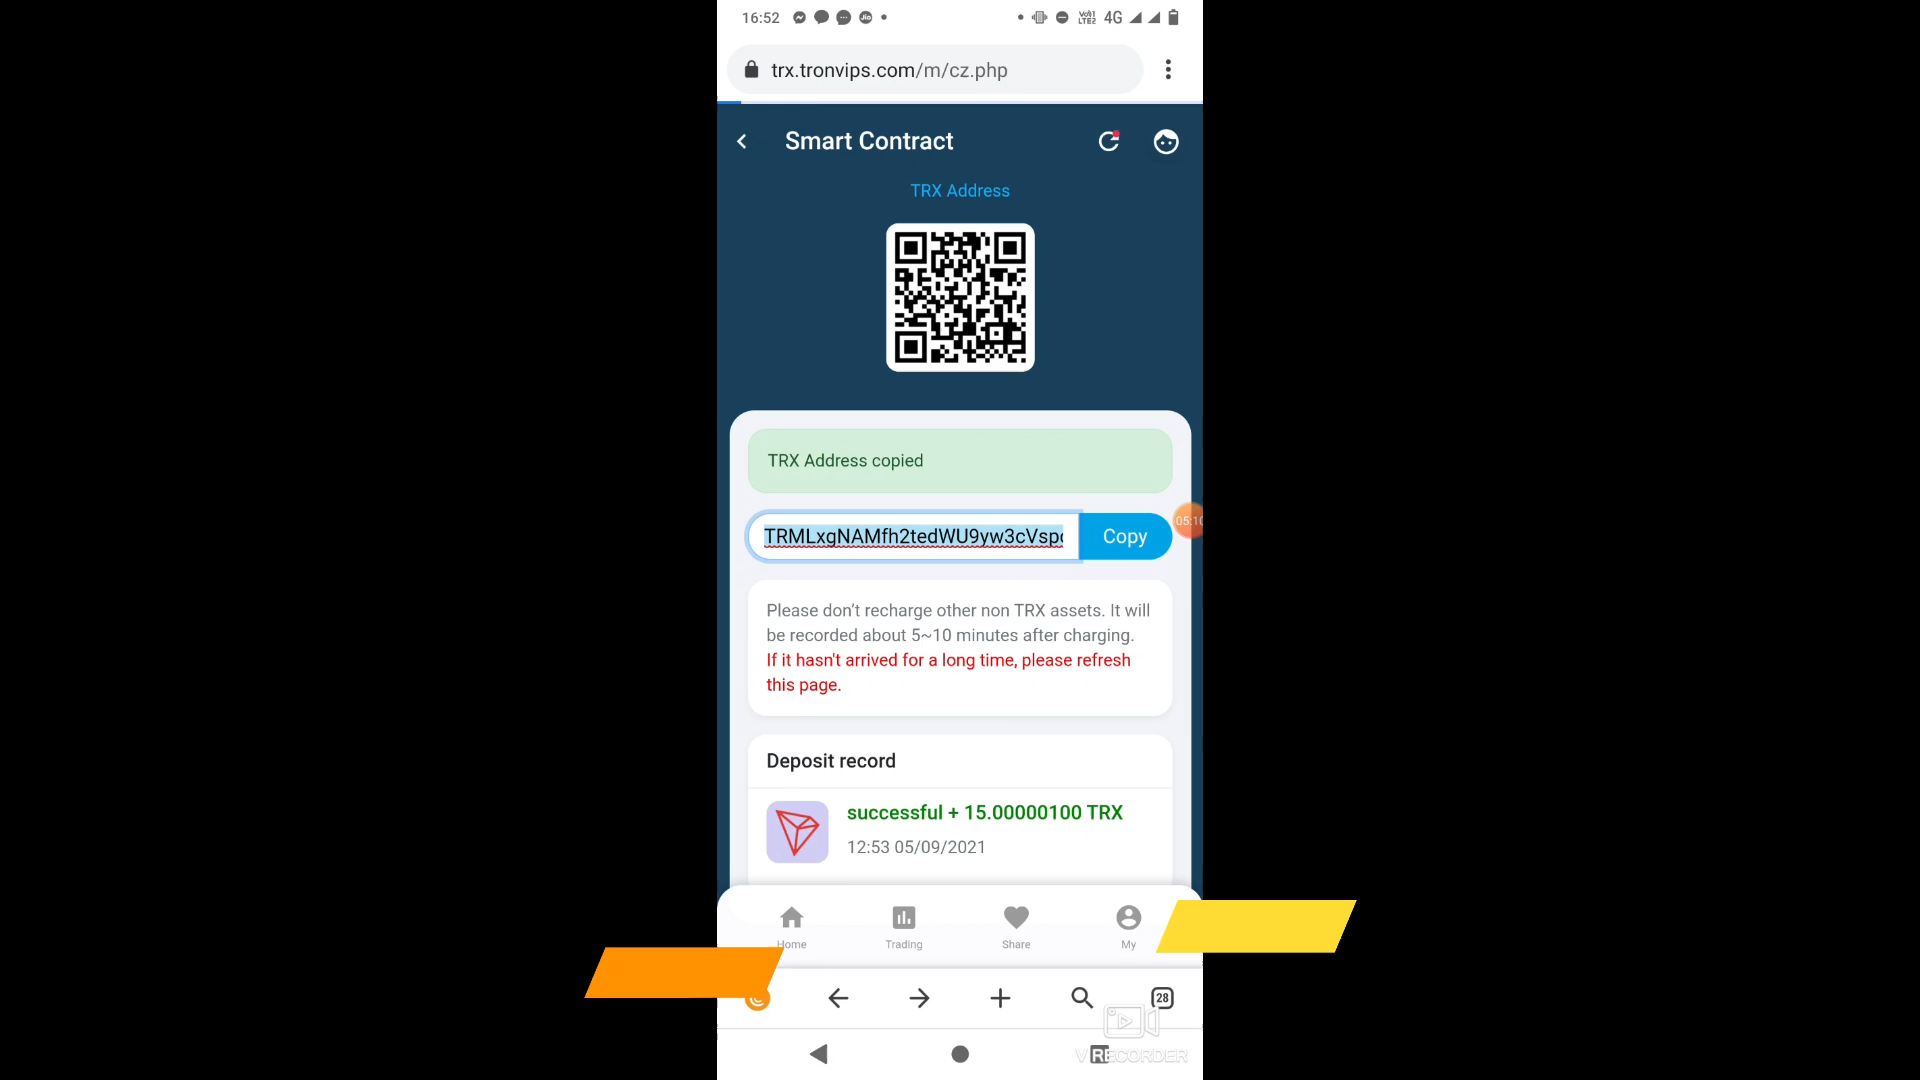 16:52
4G
trx.tronvips.com/m/cz.php
Smart Contract
TRX Address
TRX Address copied
TRMLxgNAMfh2tedWU9yw3cVsp
Copy
05:10
Please don't recharge other non TRX assets. It will
be recorded about 5~10 minutes after charging.
If it hasn't arrived for a long time, please refresh
this page.
Deposit record
successful + 15.00000100 TRX
12:53 05/09/2021
Home
Trading
Share
My
28
VRECORDER